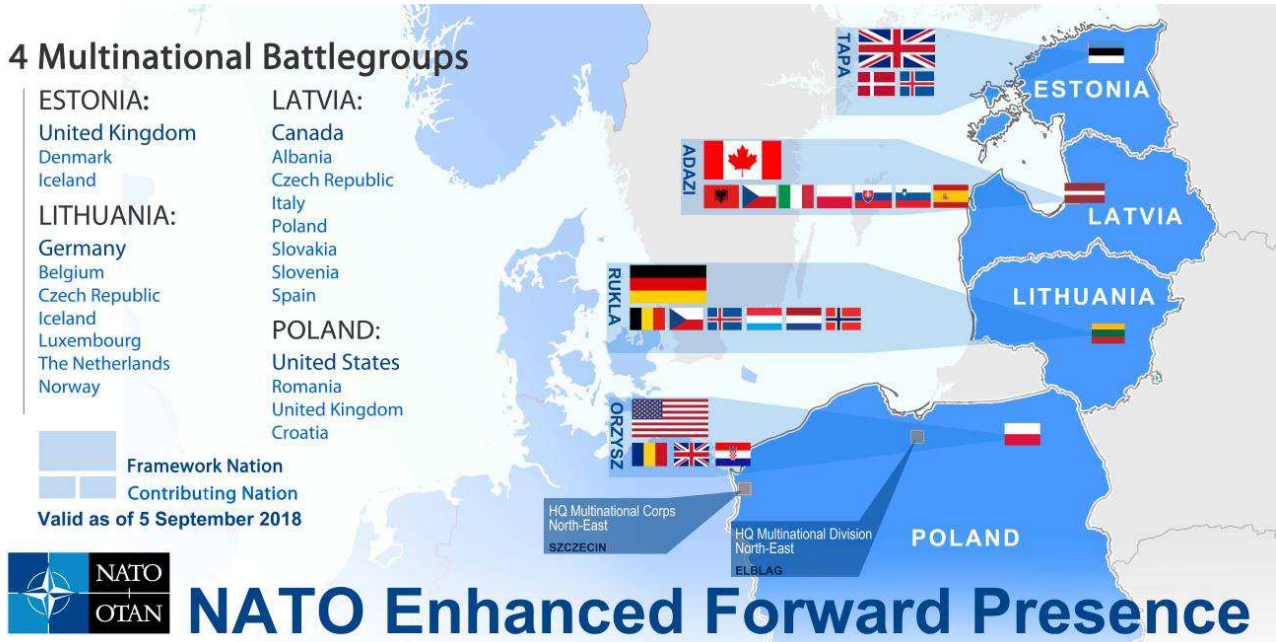 4 Multinational Battlegroups
ESTONIA:
United Kingdom
Denmark
Iceland
LITHUANIA:
Germany
Belgium
Czech Republic
Iceland
Luxembourg
The Netherlands
Norway
LATVIA:
Canada
Albania
Czech Republic
Italy
Poland
Slovakia
Slovenia
Spain
POLAND:
United States
Romania
United Kingdom
Croatia
Framework Nation
Contributing Nation
Valid as of 5 September 2018
TAPA
ESTONIA
ADAZI
LATVIA
RUKLA
LITHUANIA
ORZYSZ
HQ Multinational Corps
North-East
SZCZECIN
HQ Multinational Division
North-East
ELBLAG
POLAND
NATO
OTAN
NATO Enhanced Forward Presence